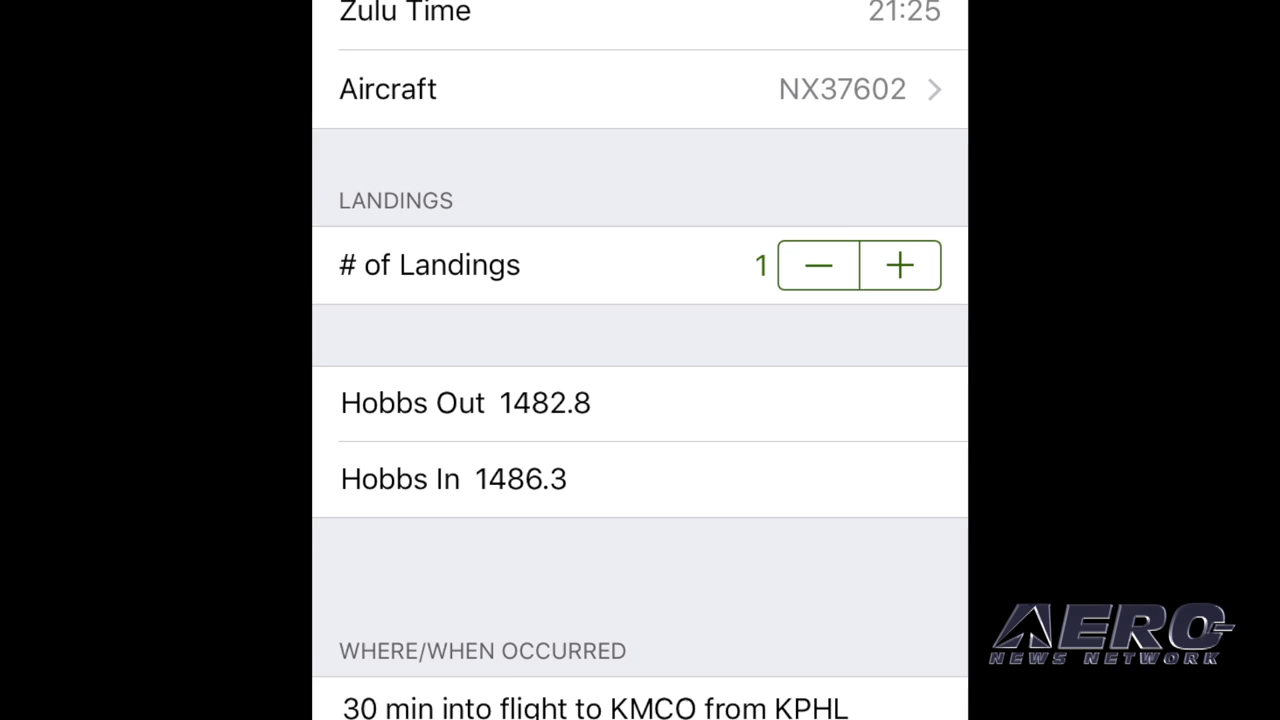 Zulu Time 21:25
Aircraft NX37602
LANDINGS
# of Landings 1
Hobbs Out 1482.8
Hobbs In 1486.3
WHERE/WHEN OCCURRED
30 min into flight to KMCO from KPHL
AERO
NEWS NETWORK